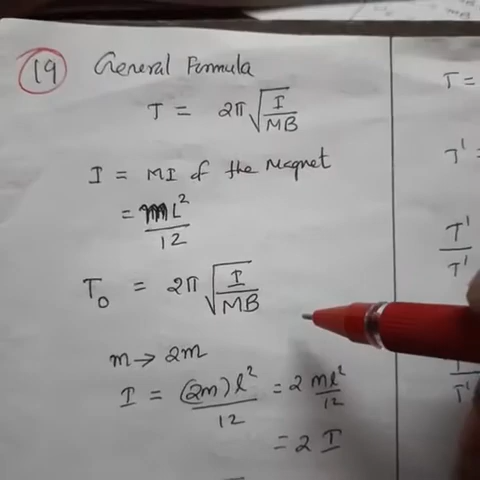 19 General Formula
T = 2π√(I/MB)
I = MI of the Magnet
= mL²/12
T₀ = 2π√(I/MB)
m → 2m
I = (2m)l²/12 = 2 ml²/12
= 2 I
T =
T' =
T'/T'
T'